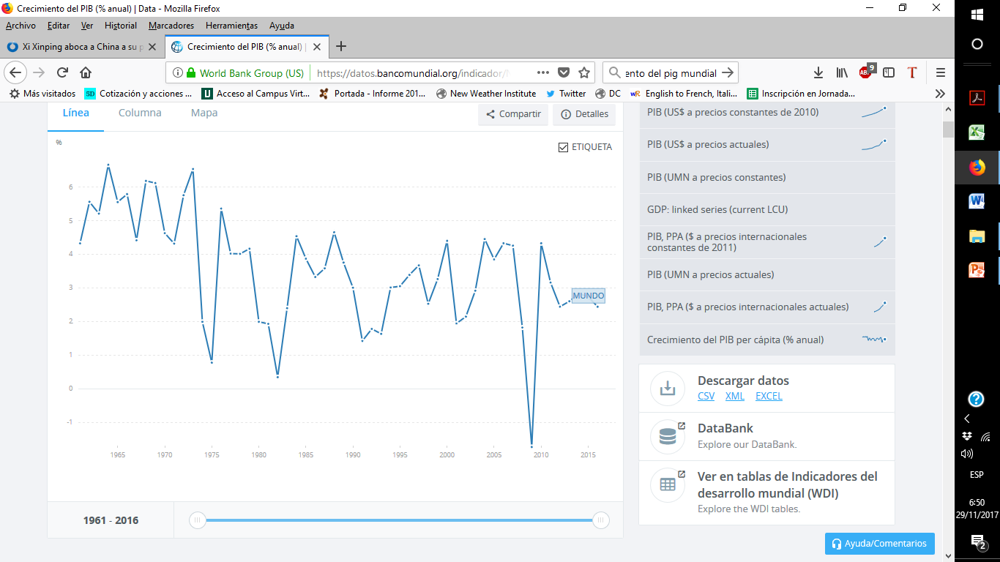 Crecimiento del PIB (% anual) | Data - Mozilla Firefox
Archivo Editar Ver Historial Marcadores Herramientas Ayuda
Xi Xinping aboca a China a su
Crecimiento del PIB (% anual) |
World Bank Group (US)
https://datos.bancomundial.org/indicador/
ento del pig mundial
ABP
9
Más visitados
5D
Cotización y acciones ...
Acceso al Campus Virt...
Portada - Informe 201...
New Weather Institute
Twitter
DC
English to French, Itali...
Inscripción en Jornada...
Línea
Columna
Mapa
Compartir
Detalles
%
ETIQUETA
6
5
4
3
2
1
0
-1
MUNDO
1965 1970 1975 1980 1985 1990 1995 2000 2005 2010 2015
1961 - 2016
PIB (US$ a precios constantes de 2010)
PIB (US$ a precios actuales)
PIB (UMN a precios constantes)
GDP: linked series (current LCU)
PIB, PPA ($ a precios internacionales
constantes de 2011)
PIB (UMN a precios actuales)
PIB, PPA ($ a precios internacionales actuales)
Crecimiento del PIB per cápita (% anual)
Descargar datos
CSV XML EXCEL
DataBank
Explore our DataBank.
Ver en tablas de Indicadores del
desarrollo mundial (WDI)
Explore the WDI tables.
Ayuda/Comentarios
ESP
6:50
29/11/2017
2